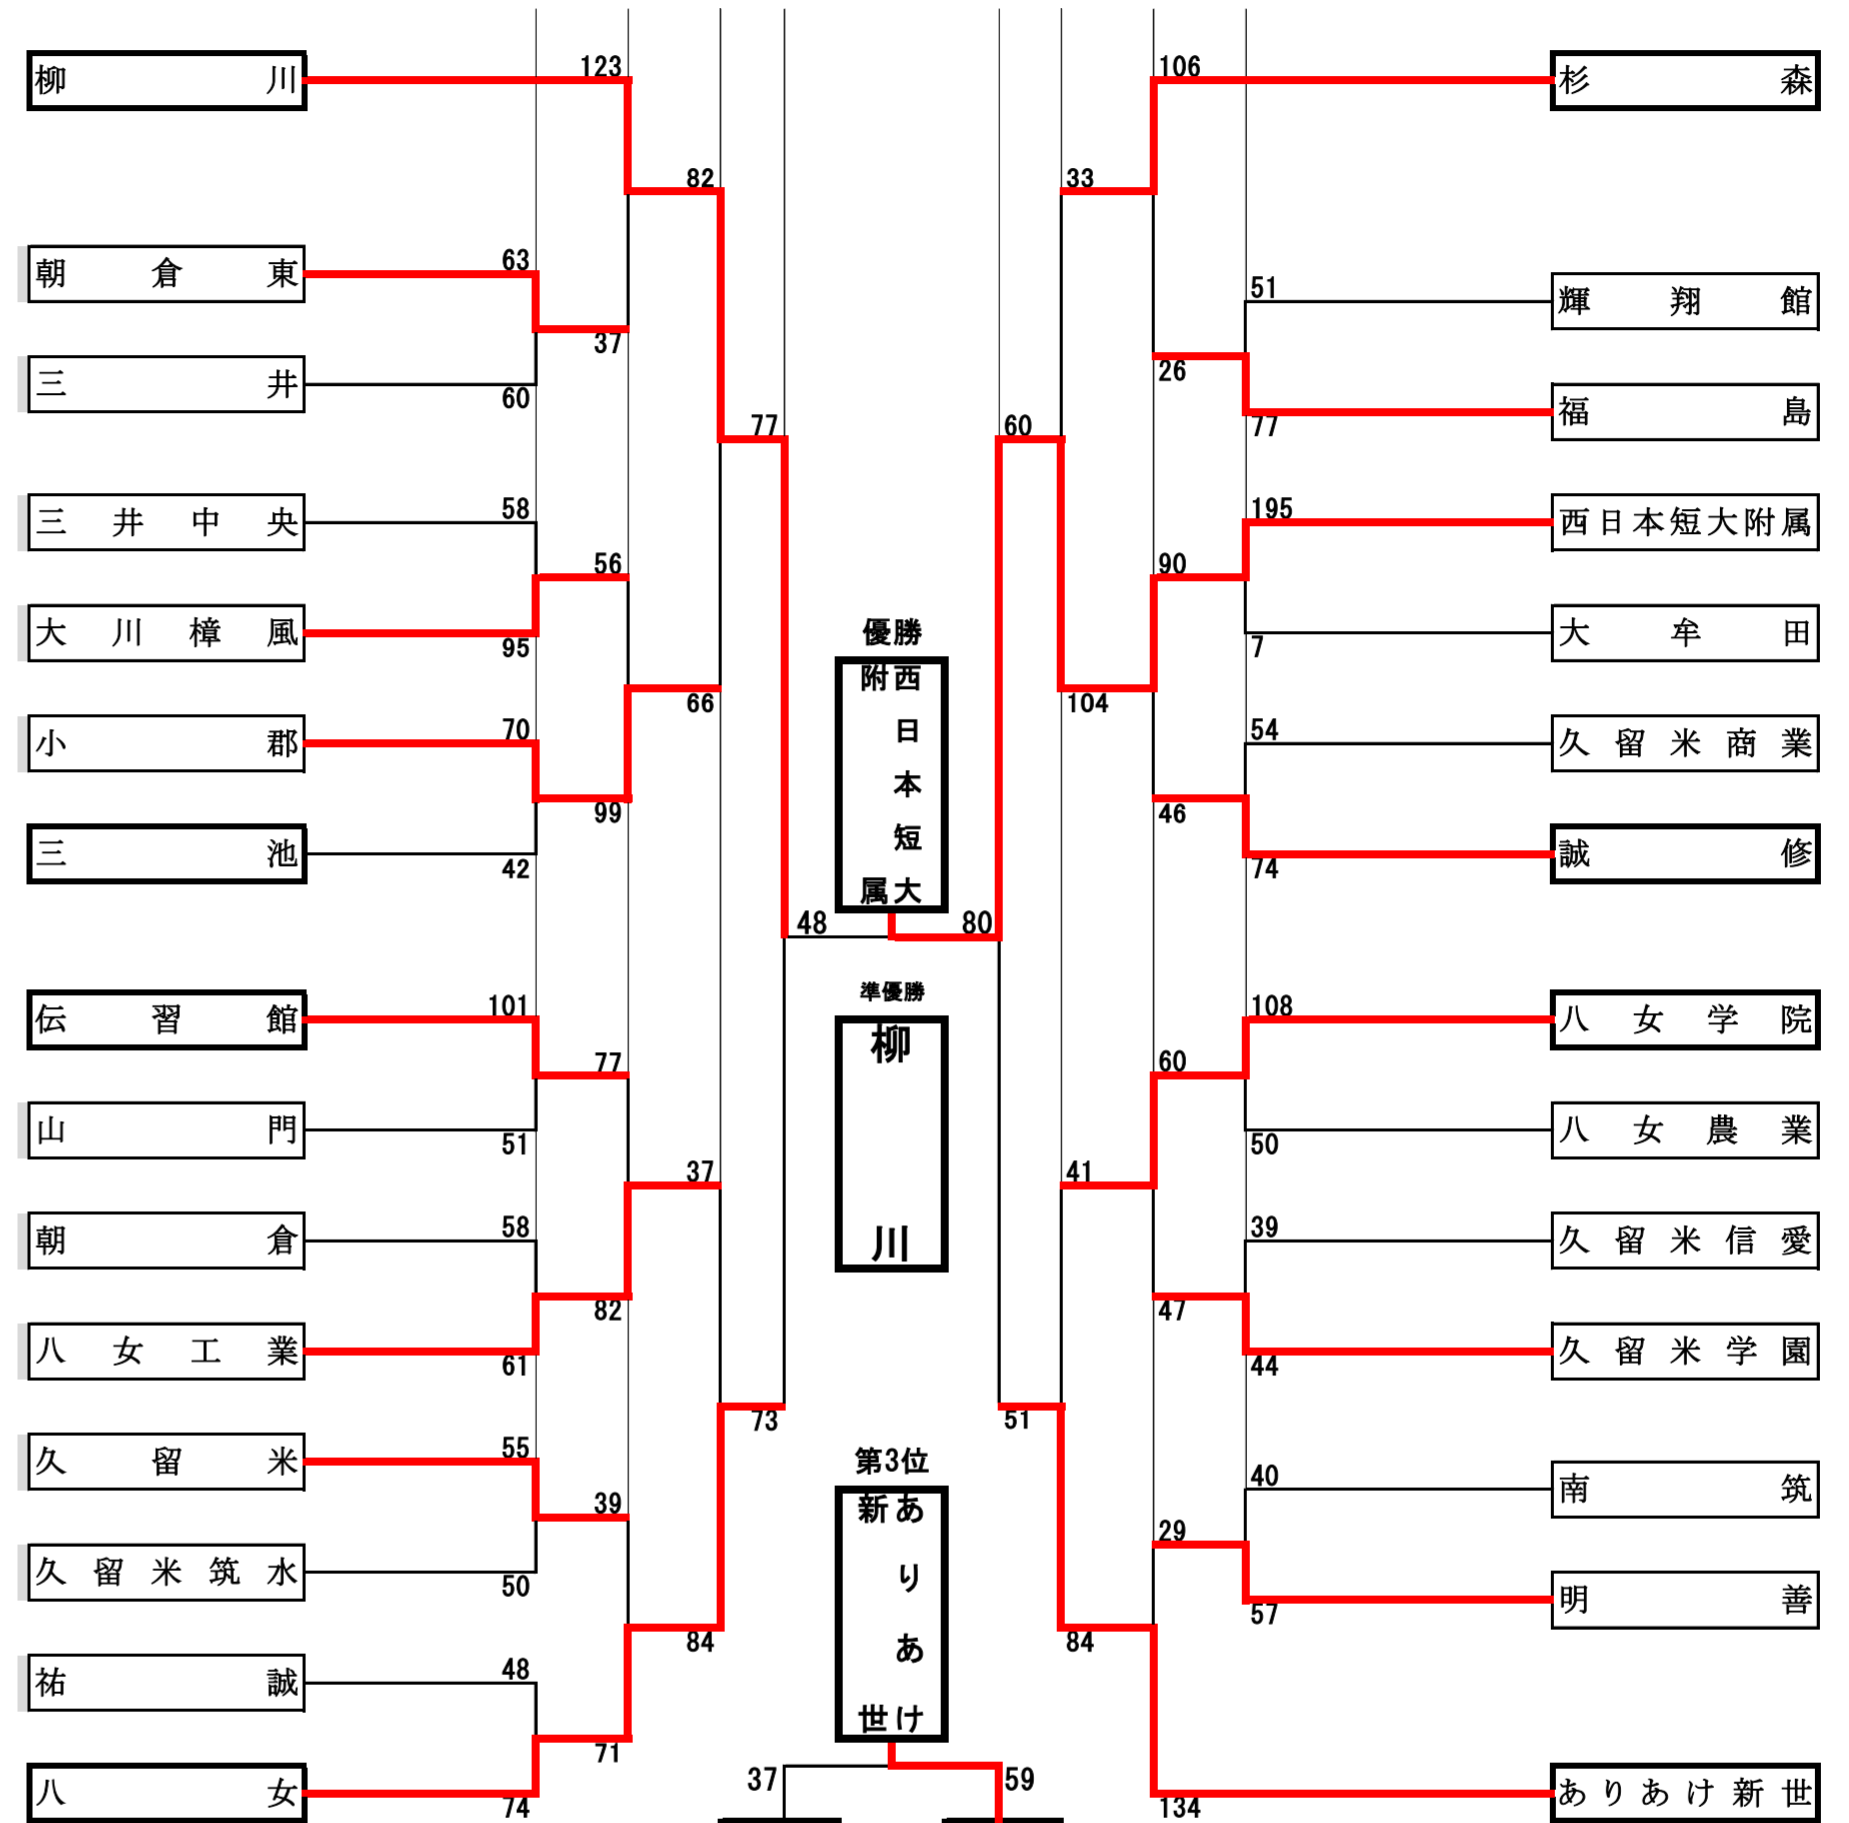 柳川
123
82
朝倉東
63
37
三井
60
77
三井中央
58
56
大川樟風
95
66
小郡
70
99
三池
42
伝習館
101
77
山門
51
37
朝倉
58
82
八女工業
61
73
久留米
55
39
久留米筑水
50
84
祐誠
48
71
八女
74
優勝
西日本短大附属
48
80
準優勝
柳川
第3位
ありあけ新世
37
59
106
杉森
33
51
輝翔館
26
77
福島
60
195
西日本短大附属
90
7
大牟田
104
54
久留米商業
46
74
誠修
108
八女学院
60
50
八女農業
41
39
久留米信愛
47
44
久留米学園
51
40
南筑
29
57
明善
84
134
ありあけ新世